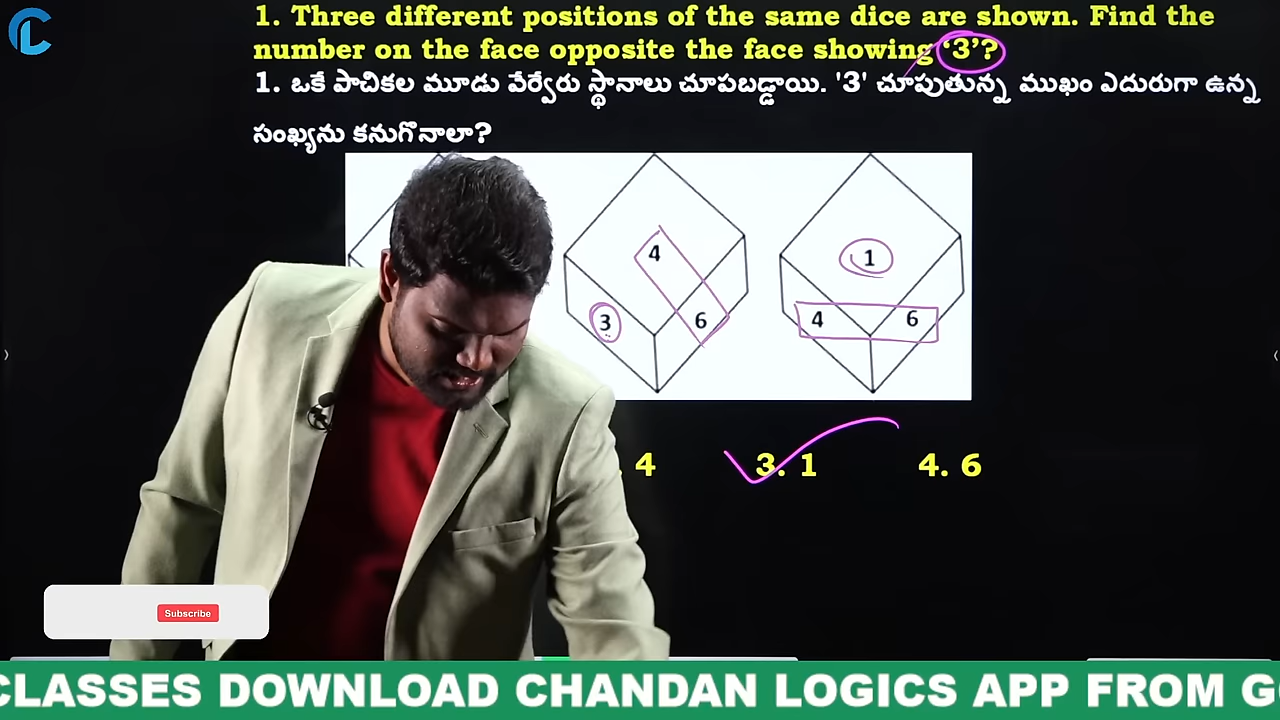 1. Three different positions of the same dice are shown. Find the
number on the face opposite the face showing ‘3’?
1. ఒకే పాచికల మూడు వేర్వేరు స్థానాలు చూపబడ్డాయి. '3' చూపుతున్న ముఖం ఎదురుగా ఉన్న
సంఖ్యను కనుగొనాలా?
4
3
6
1
4
6
. 4
3. 1
4. 6
Subscribe
CLASSES DOWNLOAD CHANDAN LOGICS APP FROM G